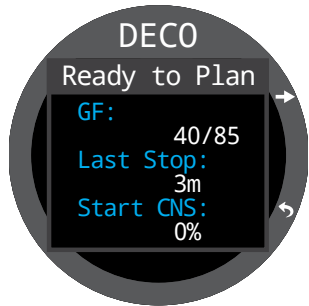 DECO
Ready to Plan
GF:
40/85
Last Stop:
3m
Start CNS:
0%